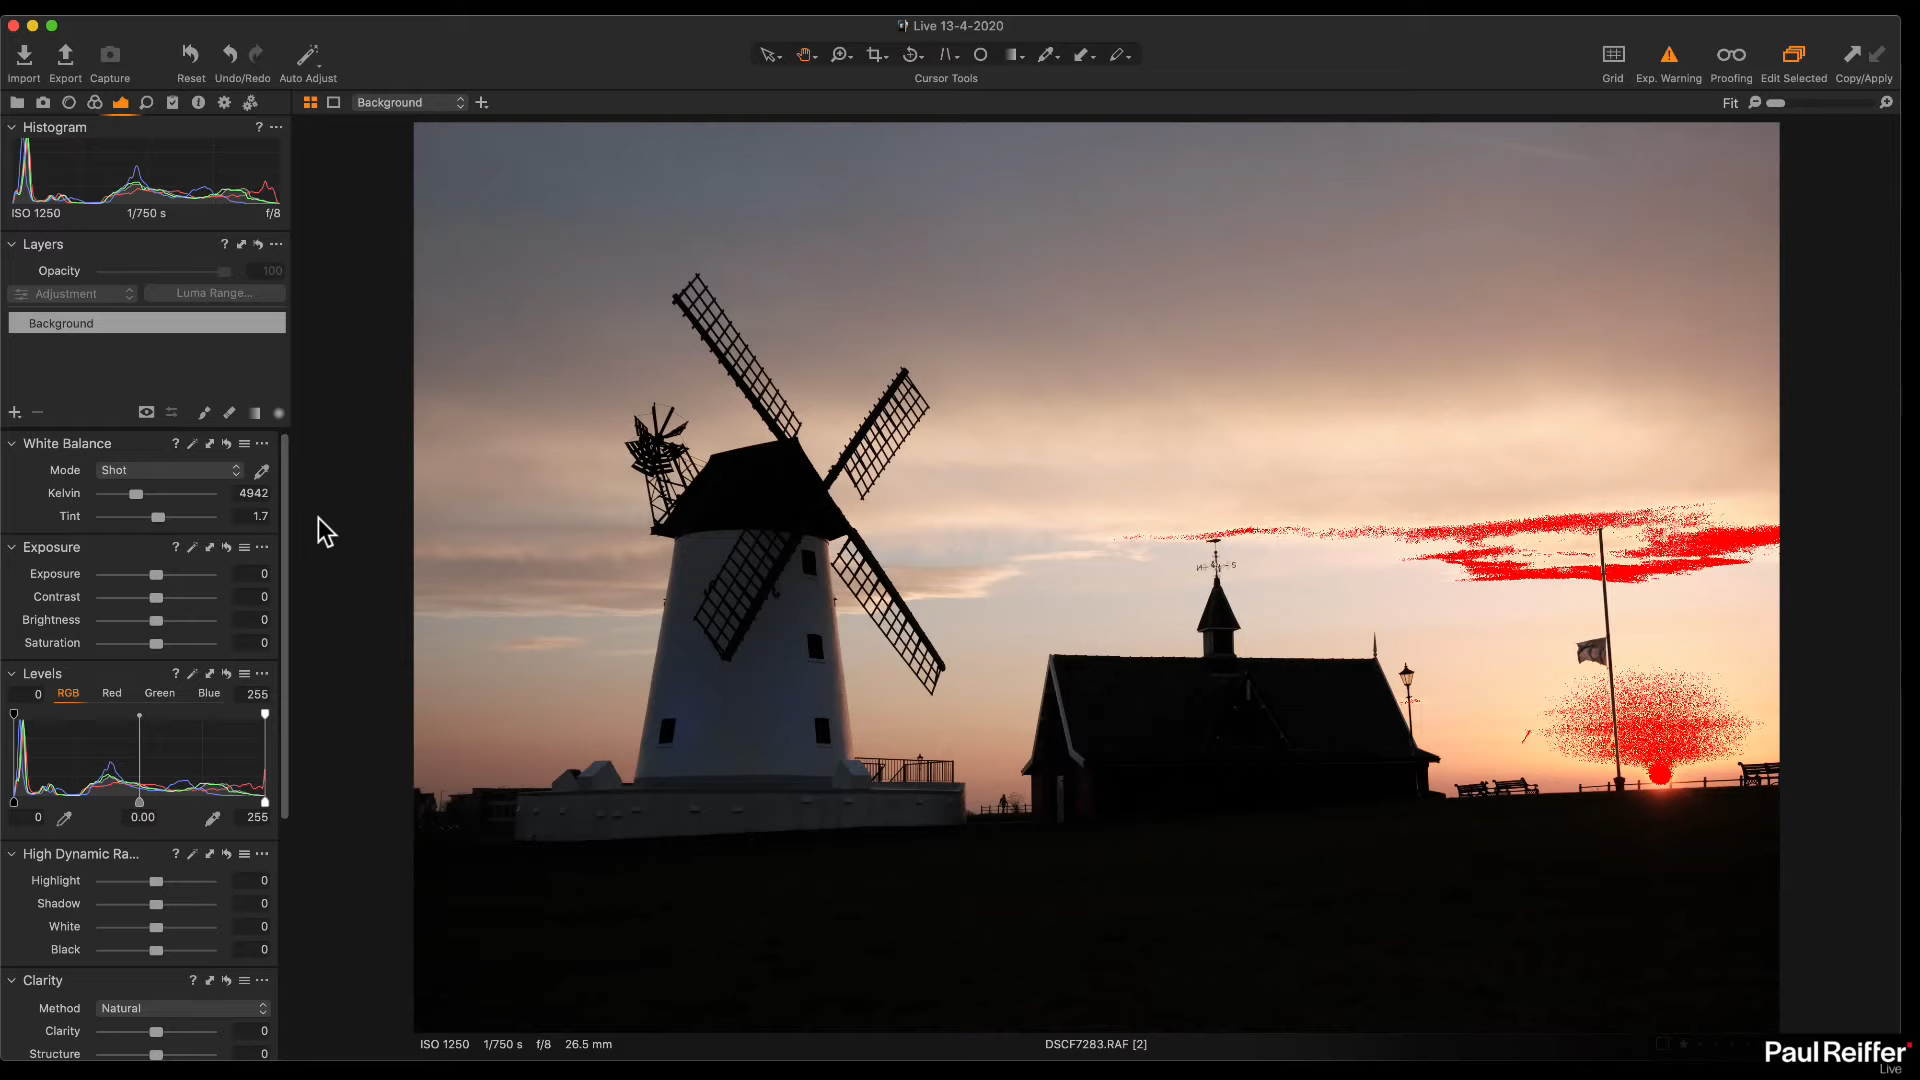 Live 13-4-2020
Import Export Capture Reset Undo/Redo Auto Adjust Cursor Tools Grid Exp. Warning Proofing Edit Selected Copy/Apply
Background Fit
Histogram ?
ISO 1250 1/750 s f/8
Layers ?
Opacity 100
Adjustment Luma Range...
Background
White Balance ?
Mode Shot
Kelvin 4942
Tint 1.7
Exposure ?
Exposure 0
Contrast 0
Brightness 0
Saturation 0
Levels ?
0 RGB Red Green Blue 255
0 0.00 255
High Dynamic Ra... ?
Highlight 0
Shadow 0
White 0
Black 0
Clarity ?
Method Natural
Clarity 0
Structure 0
N S
ISO 1250 1/750 s f/8 26.5 mm DSCF7283.RAF [2]
Paul Reiffer
Live